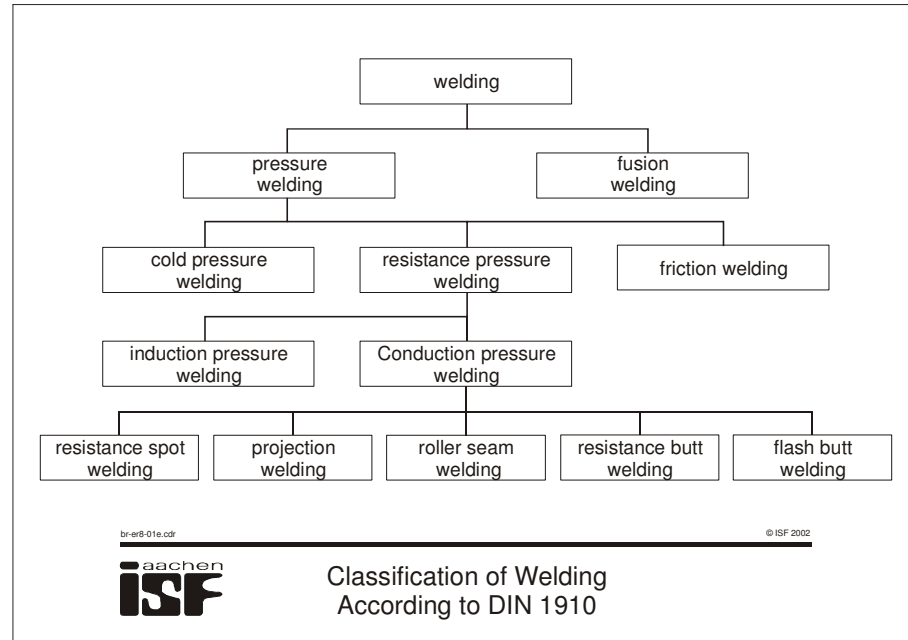 welding
pressure
welding
fusion
welding
cold pressure
welding
resistance pressure
welding
friction welding
induction pressure
welding
Conduction pressure
welding
resistance spot
welding
projection
welding
roller seam
welding
resistance butt
welding
flash butt
welding
br-er8-01e.cdr
© ISF 2002
aachen
ISF
Classification of Welding
According to DIN 1910